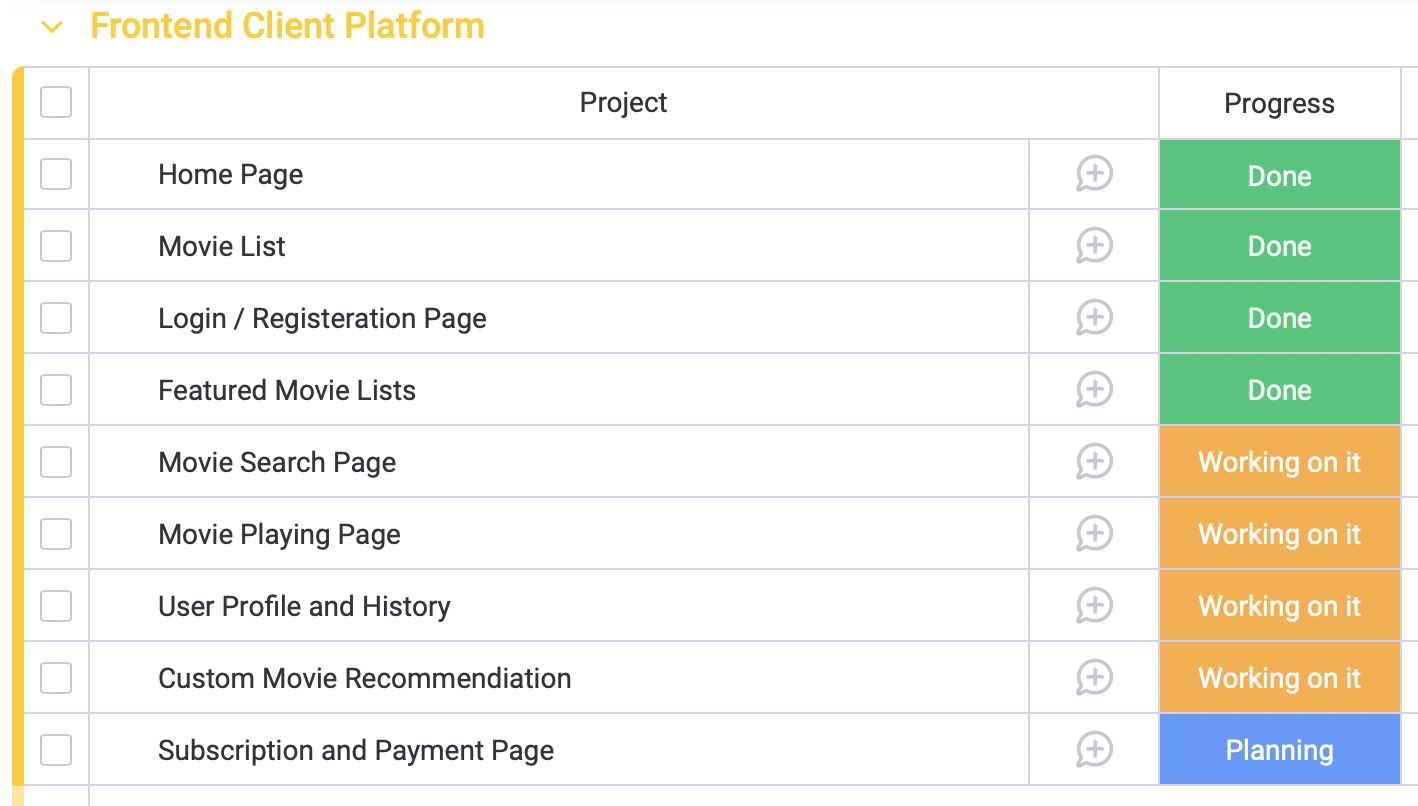 Frontend Client Platform
Project Progress
Home Page Done
Movie List Done
Login / Registeration Page Done
Featured Movie Lists Done
Movie Search Page Working on it
Movie Playing Page Working on it
User Profile and History Working on it
Custom Movie Recommendiation Working on it
Subscription and Payment Page Planning